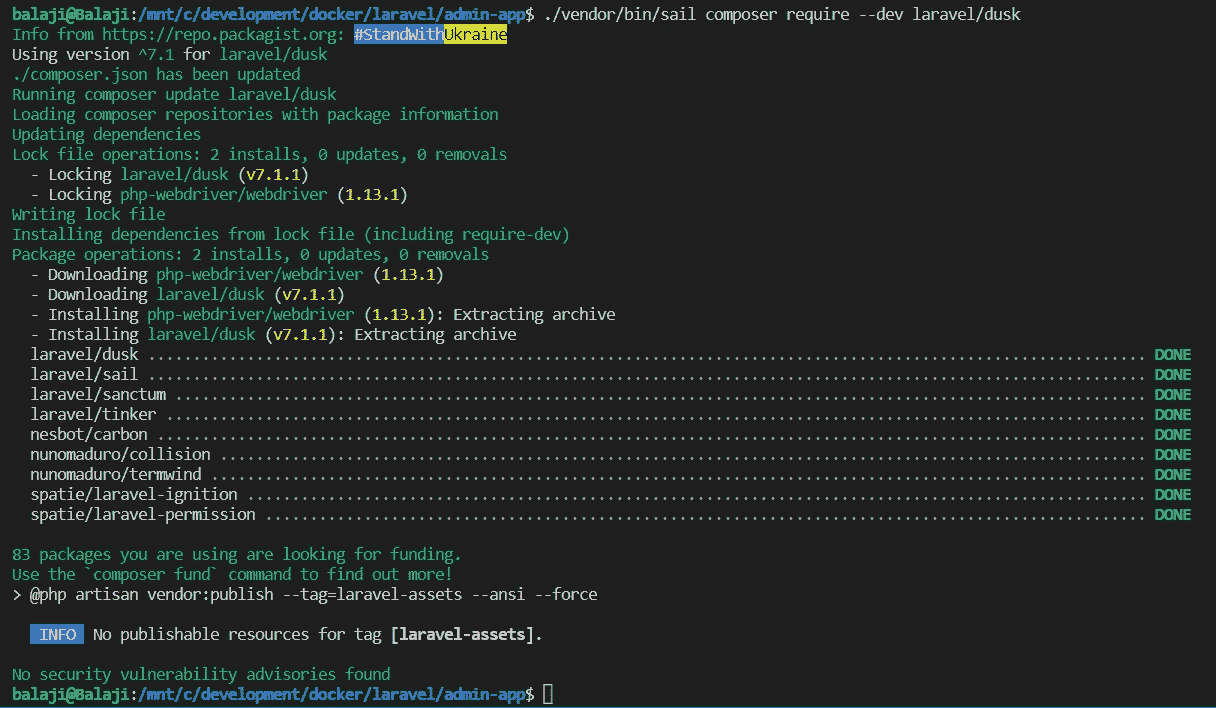 balaji@Balaji:/mnt/c/development/docker/laravel/admin-app$ ./vendor/bin/sail composer require --dev laravel/dusk
Info from https://repo.packagist.org: #StandWithUkraine
Using version ^7.1 for laravel/dusk
./composer.json has been updated
Running composer update laravel/dusk
Loading composer repositories with package information
Updating dependencies
Lock file operations: 2 installs, 0 updates, 0 removals
  - Locking laravel/dusk (v7.1.1)
  - Locking php-webdriver/webdriver (1.13.1)
Writing lock file
Installing dependencies from lock file (including require-dev)
Package operations: 2 installs, 0 updates, 0 removals
  - Downloading php-webdriver/webdriver (1.13.1)
  - Downloading laravel/dusk (v7.1.1)
  - Installing php-webdriver/webdriver (1.13.1): Extracting archive
  - Installing laravel/dusk (v7.1.1): Extracting archive
  laravel/dusk ............................................................................................................... DONE
  laravel/sail ............................................................................................................... DONE
  laravel/sanctum ............................................................................................................ DONE
  laravel/tinker ............................................................................................................. DONE
  nesbot/carbon .............................................................................................................. DONE
  nunomaduro/collision ....................................................................................................... DONE
  nunomaduro/termwind ........................................................................................................ DONE
  spatie/laravel-ignition .................................................................................................... DONE
  spatie/laravel-permission .................................................................................................. DONE
83 packages you are using are looking for funding.
Use the `composer fund` command to find out more!
> @php artisan vendor:publish --tag=laravel-assets --ansi --force
  INFO  No publishable resources for tag [laravel-assets].
No security vulnerability advisories found
balaji@Balaji:/mnt/c/development/docker/laravel/admin-app$